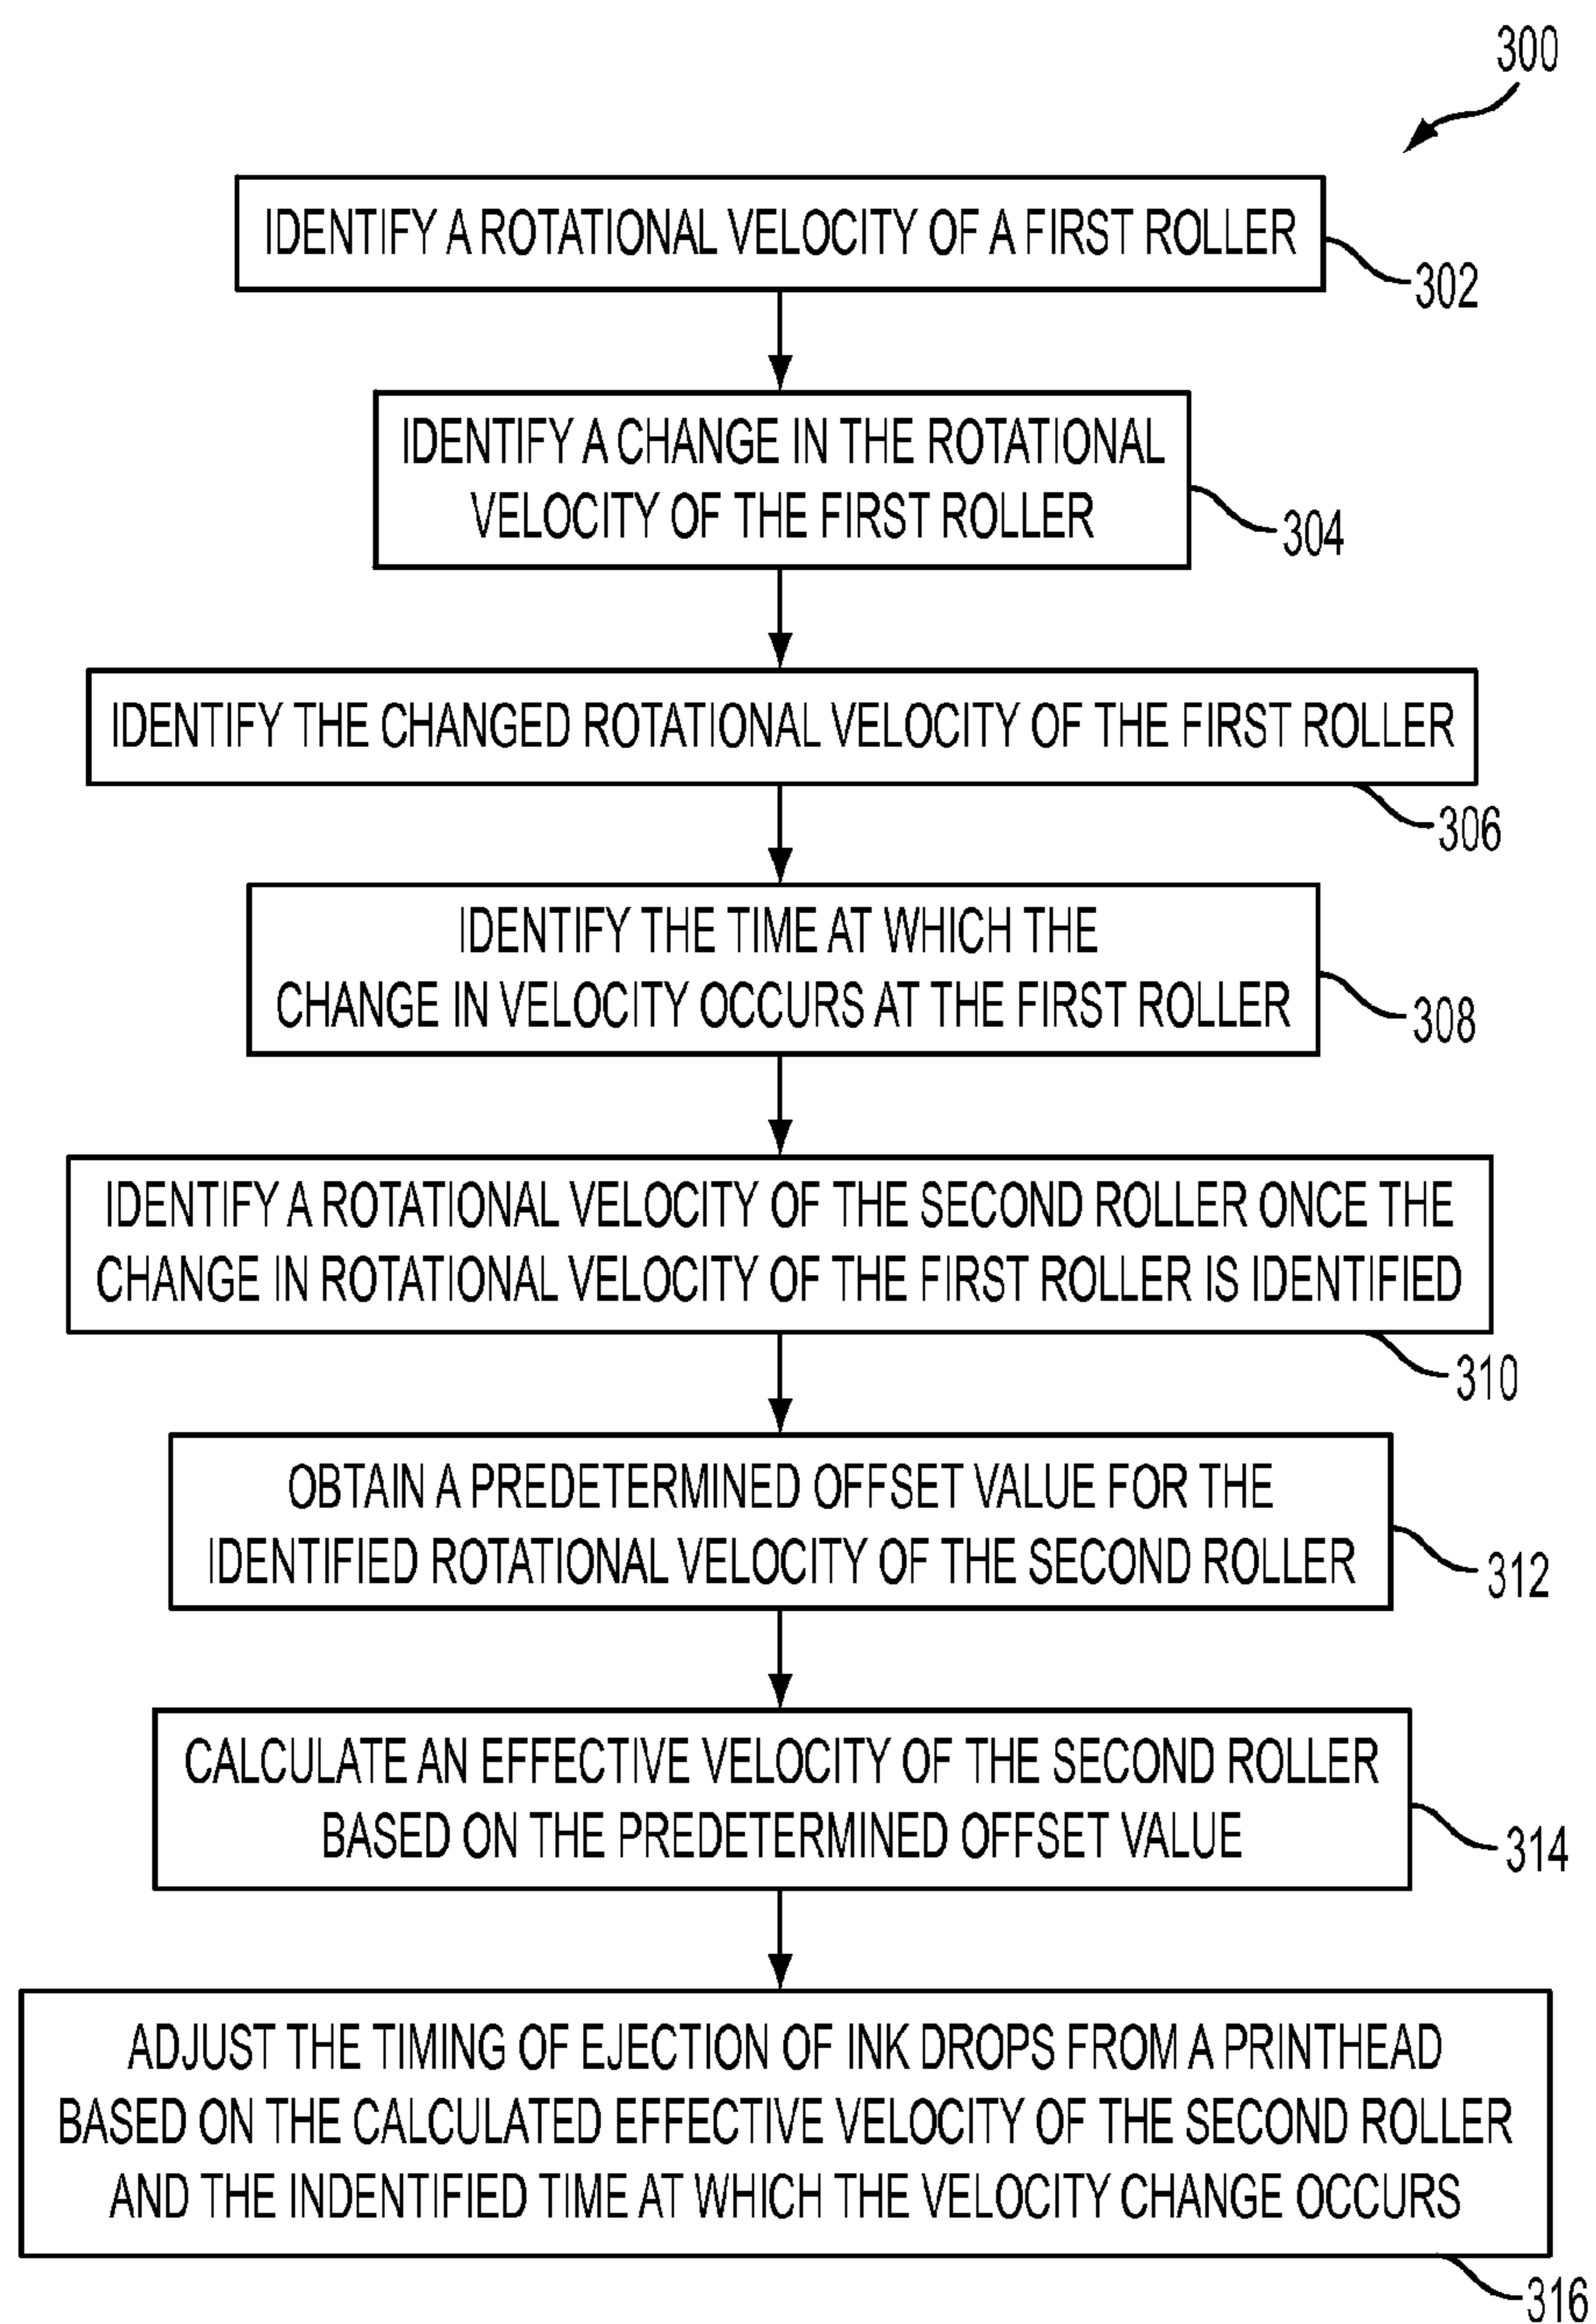 300
IDENTIFY A ROTATIONAL VELOCITY OF A FIRST ROLLER
302
IDENTIFY A CHANGE IN THE ROTATIONAL
VELOCITY OF THE FIRST ROLLER
304
IDENTIFY THE CHANGED ROTATIONAL VELOCITY OF THE FIRST ROLLER
306
IDENTIFY THE TIME AT WHICH THE
CHANGE IN VELOCITY OCCURS AT THE FIRST ROLLER
308
IDENTIFY A ROTATIONAL VELOCITY OF THE SECOND ROLLER ONCE THE
CHANGE IN ROTATIONAL VELOCITY OF THE FIRST ROLLER IS IDENTIFIED
310
OBTAIN A PREDETERMINED OFFSET VALUE FOR THE
IDENTIFIED ROTATIONAL VELOCITY OF THE SECOND ROLLER
312
CALCULATE AN EFFECTIVE VELOCITY OF THE SECOND ROLLER
BASED ON THE PREDETERMINED OFFSET VALUE
314
ADJUST THE TIMING OF EJECTION OF INK DROPS FROM A PRINTHEAD
BASED ON THE CALCULATED EFFECTIVE VELOCITY OF THE SECOND ROLLER
AND THE INDENTIFIED TIME AT WHICH THE VELOCITY CHANGE OCCURS
316